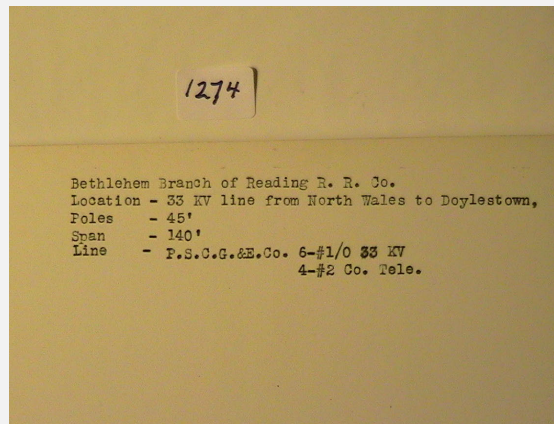 1274
Bethlehem Branch of Reading R. R. Co.
Location - 33 KV line from North Wales to Doylestown,
Poles - 45'
Span - 140'
Line - P.S.C.G.&E.Co. 6-#1/0 33 KV
4-#2 Co. Tele.